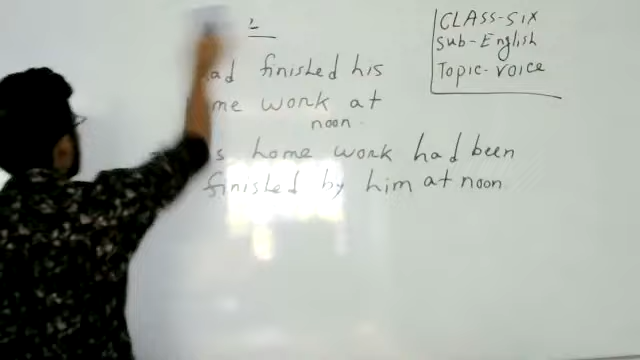 CLASS-SIX
Sub-English
Topic-Voice
finished his
work at
noon.
home work had been
finished by him at noon